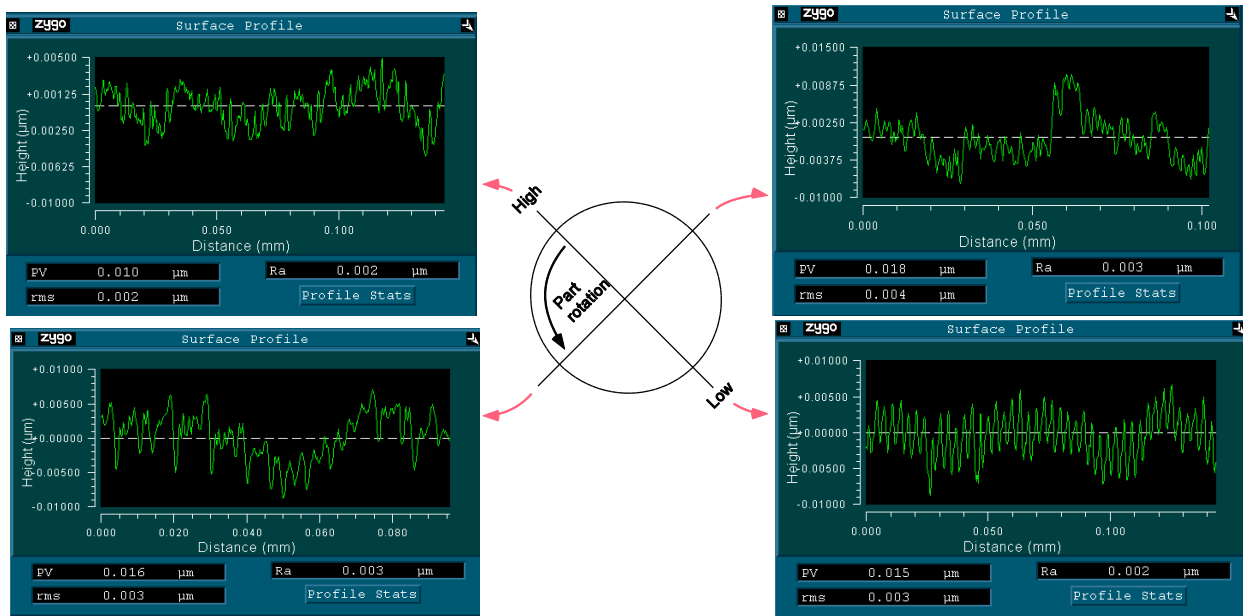 zygo Surface Profile
+0.00500
+0.00125
-0.00250
-0.00625
-0.01000
Height (µm)
0.000 0.050 0.100
Distance (mm)
PV 0.010 µm Ra 0.002 µm
rms 0.002 µm Profile Stats
zygo Surface Profile
+0.01500
+0.00875
+0.00250
-0.00375
-0.01000
Height (µm)
0.000 0.050 0.100
Distance (mm)
PV 0.018 µm Ra 0.003 µm
rms 0.004 µm Profile Stats
High
Part
rotation
Low
zygo Surface Profile
+0.01000
+0.00500
+0.00000
-0.00500
-0.01000
Height (µm)
0.000 0.020 0.040 0.060 0.080
Distance (mm)
PV 0.016 µm Ra 0.003 µm
rms 0.003 µm Profile Stats
zygo Surface Profile
+0.01000
+0.00500
+0.00000
-0.00500
-0.01000
Height (µm)
0.000 0.050 0.100
Distance (mm)
PV 0.015 µm Ra 0.002 µm
rms 0.003 µm Profile Stats